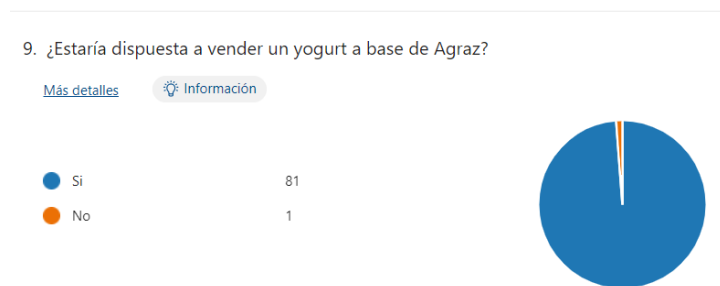 9. ¿Estaría dispuesta a vender un yogurt a base de Agraz?
Más detalles
Información
Si 81
No 1